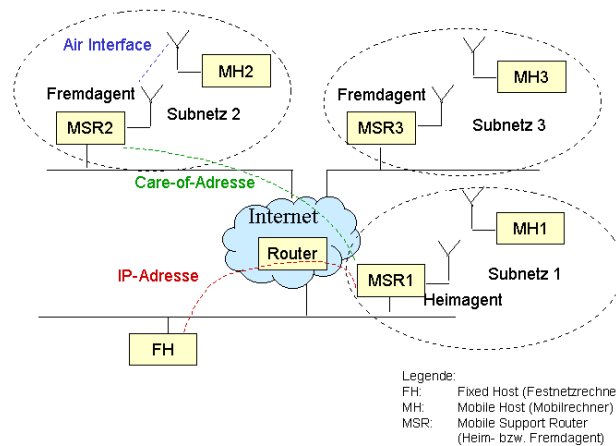 Air Interface
MH2
Fremdagent
Subnetz 2
MSR2
MH3
Fremdagent
MSR3
Subnetz 3
Care-of-Adresse
Internet
Router
IP-Adresse
MH1
Subnetz 1
MSR1
Heimagent
FH
Legende:
FH: Fixed Host (Festnetzrechne
MH: Mobile Host (Mobilrechner)
MSR: Mobile Support Router
(Heim- bzw. Fremdagent)